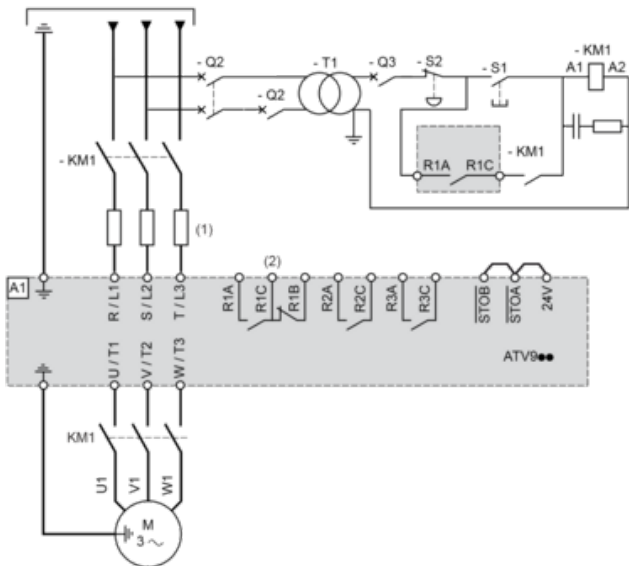 - Q2
- T1
- Q3
- S2
- S1
- KM1
A1
A2
- Q2
- KM1
R1A
R1C
- KM1
(1)
(2)
A1
R / L1
S / L2
T / L3
R1A
R1C
R1B
R2A
R2C
R3A
R3C
STOB
STOA
24V
U / T1
V / T2
W / T3
ATV9●●
KM1
U1
V1
W1
M
3 ~